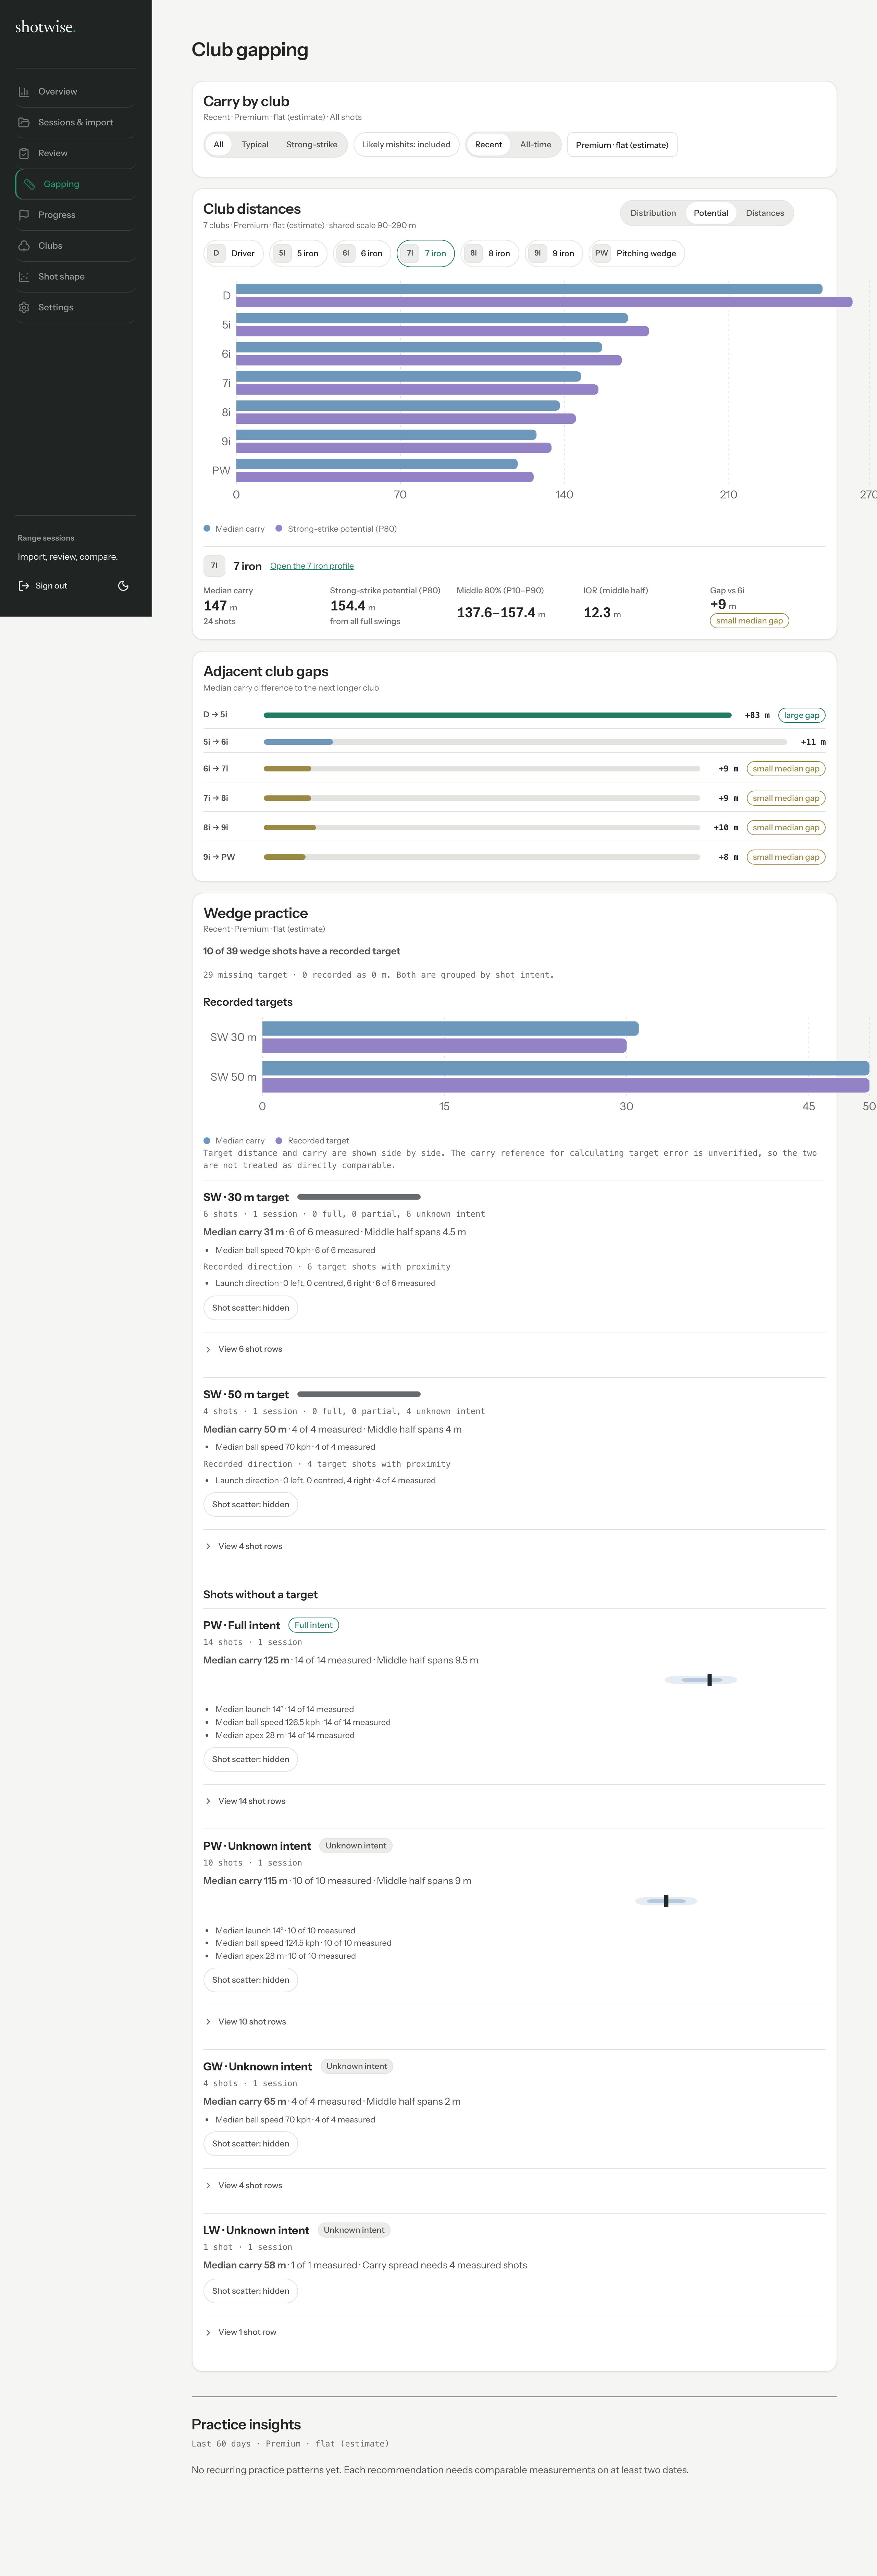 shotwise.
Overview
Sessions & import
Review
Gapping
Progress
Clubs
Shot shape
Settings
Range sessions
Import, review, compare.
Sign out
Club gapping
Carry by club
Recent · Premium · flat (estimate) · All shots
All Typical Strong-strike Likely mishits: included Recent All-time Premium · flat (estimate)
Club distances
7 clubs · Premium · flat (estimate) · shared scale 90–290 m
Distribution Potential Distances
D Driver 5I 5 iron 6I 6 iron 7I 7 iron 8I 8 iron 9I 9 iron PW Pitching wedge
D
5i
6i
7i
8i
9i
PW
0 70 140 210 270
Median carry Strong-strike potential (P80)
7I 7 iron Open the 7 iron profile
Median carry Strong-strike potential (P80) Middle 80% (P10–P90) IQR (middle half) Gap vs 6i
147 m 154.4 m 137.6–157.4 m 12.3 m +9 m
24 shots from all full swings small median gap
Adjacent club gaps
Median carry difference to the next longer club
D → 5i +83 m large gap
5i → 6i +11 m
6i → 7i +9 m small median gap
7i → 8i +9 m small median gap
8i → 9i +10 m small median gap
9i → PW +8 m small median gap
Wedge practice
Recent · Premium · flat (estimate)
10 of 39 wedge shots have a recorded target
29 missing target · 0 recorded as 0 m. Both are grouped by shot intent.
Recorded targets
SW 30 m
SW 50 m
0 15 30 45 50
Median carry Recorded target
Target distance and carry are shown side by side. The carry reference for calculating target error is unverified, so the two
are not treated as directly comparable.
SW · 30 m target
6 shots · 1 session · 0 full, 0 partial, 6 unknown intent
Median carry 31 m · 6 of 6 measured · Middle half spans 4.5 m
• Median ball speed 70 kph · 6 of 6 measured
Recorded direction · 6 target shots with proximity
• Launch direction · 0 left, 0 centred, 6 right · 6 of 6 measured
Shot scatter: hidden
View 6 shot rows
SW · 50 m target
4 shots · 1 session · 0 full, 0 partial, 4 unknown intent
Median carry 50 m · 4 of 4 measured · Middle half spans 4 m
• Median ball speed 70 kph · 4 of 4 measured
Recorded direction · 4 target shots with proximity
• Launch direction · 0 left, 0 centred, 4 right · 4 of 4 measured
Shot scatter: hidden
View 4 shot rows
Shots without a target
PW · Full intent Full intent
14 shots · 1 session
Median carry 125 m · 14 of 14 measured · Middle half spans 9.5 m
• Median launch 14° · 14 of 14 measured
• Median ball speed 126.5 kph · 14 of 14 measured
• Median apex 28 m · 14 of 14 measured
Shot scatter: hidden
View 14 shot rows
PW · Unknown intent Unknown intent
10 shots · 1 session
Median carry 115 m · 10 of 10 measured · Middle half spans 9 m
• Median launch 14° · 10 of 10 measured
• Median ball speed 124.5 kph · 10 of 10 measured
• Median apex 28 m · 10 of 10 measured
Shot scatter: hidden
View 10 shot rows
GW · Unknown intent Unknown intent
4 shots · 1 session
Median carry 65 m · 4 of 4 measured · Middle half spans 2 m
• Median ball speed 70 kph · 4 of 4 measured
Shot scatter: hidden
View 4 shot rows
LW · Unknown intent Unknown intent
1 shot · 1 session
Median carry 58 m · 1 of 1 measured · Carry spread needs 4 measured shots
Shot scatter: hidden
View 1 shot row
Practice insights
Last 60 days · Premium · flat (estimate)
No recurring practice patterns yet. Each recommendation needs comparable measurements on at least two dates.